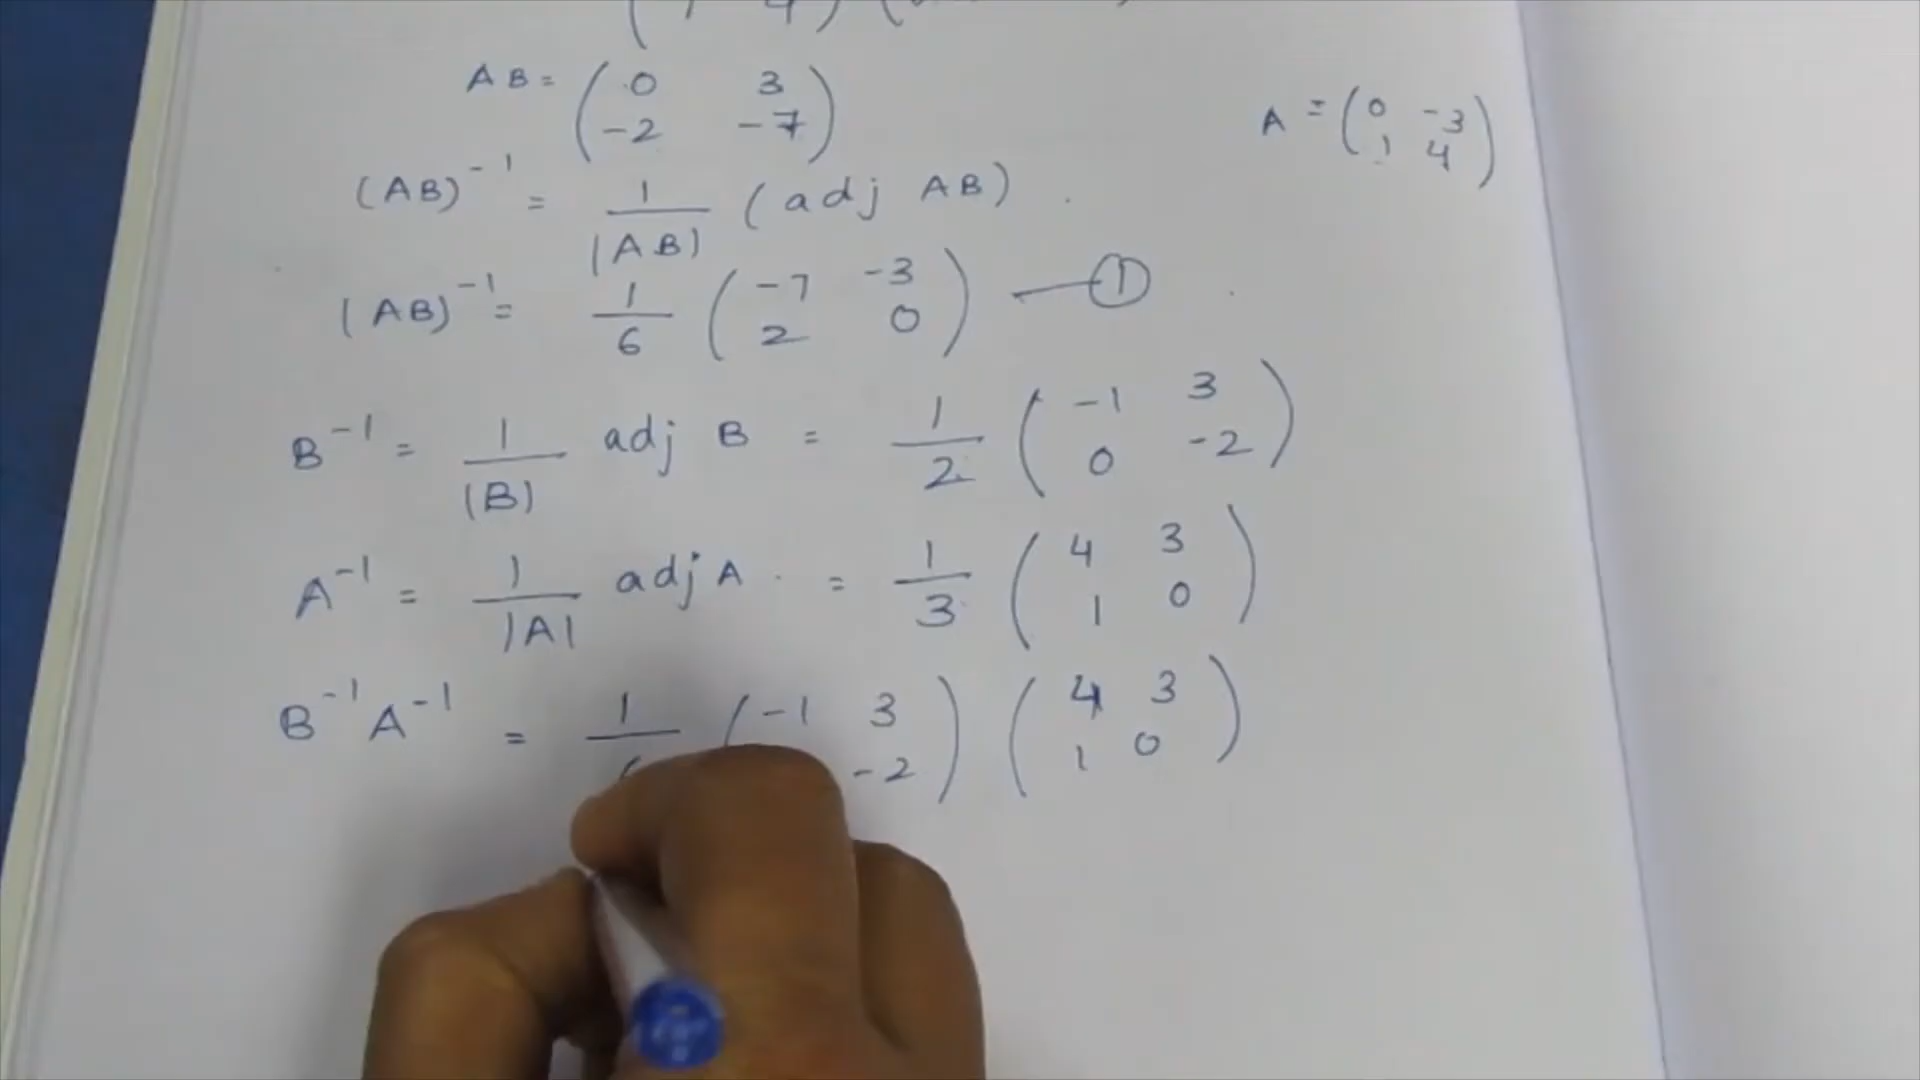 AB = ( 0 3
-2 -7 )
A = ( 0 -3
1 4 )
(AB)^-1 = 1/|AB| (adj AB).
(AB)^-1 = 1/6 ( -7 -3
2 0 ) — ①
B^-1 = 1/|B| adj B = 1/2 ( -1 3
0 -2 )
A^-1 = 1/|A| adj A = 1/3 ( 4 3
1 0 )
B^-1 A^-1 = 1/ ( -1 3
-2 ) ( 4 3
1 0 )